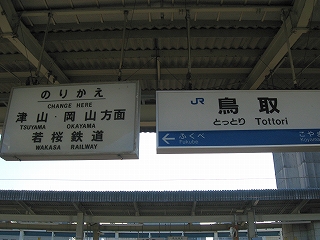 のりかえ
CHANGE HERE
津山・岡山方面
TSUYAMA OKAYAMA
若桜鉄道
WAKASA RAILWAY
JR 鳥取
とっとり Tottori
ふくべ
Fukube